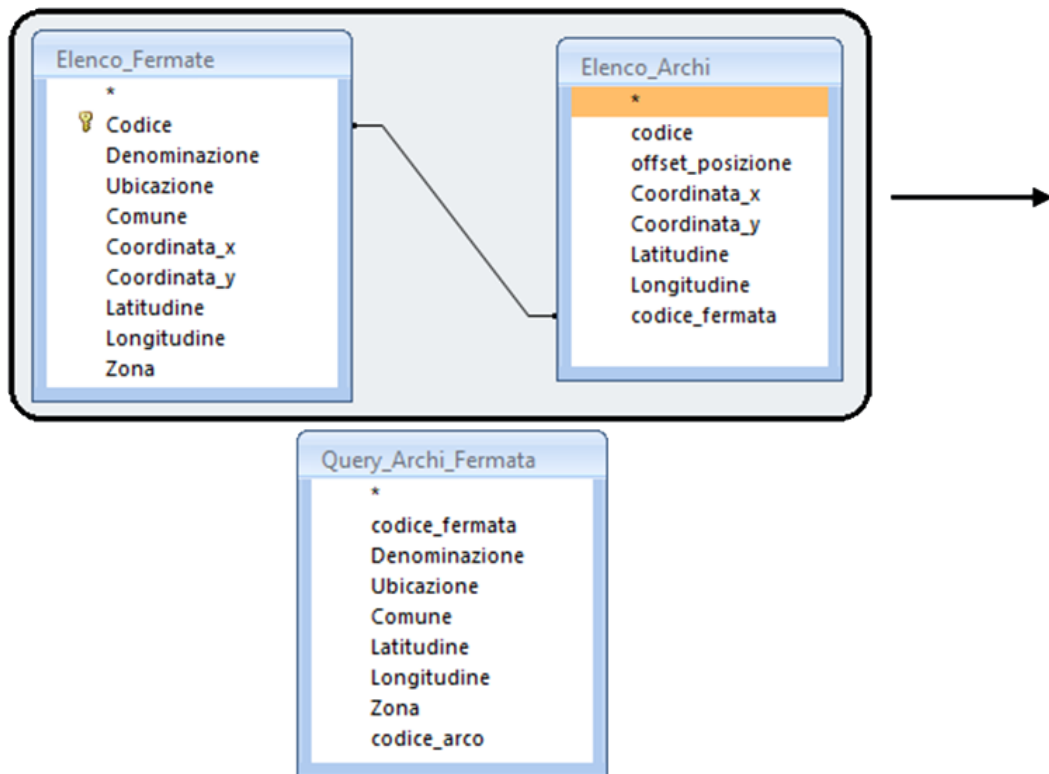 Elenco_Fermate
*
Codice
Denominazione
Ubicazione
Comune
Coordinata_x
Coordinata_y
Latitudine
Longitudine
Zona
Elenco_Archi
*
codice
offset_posizione
Coordinata_x
Coordinata_y
Latitudine
Longitudine
codice_fermata
Query_Archi_Fermata
*
codice_fermata
Denominazione
Ubicazione
Comune
Latitudine
Longitudine
Zona
codice_arco